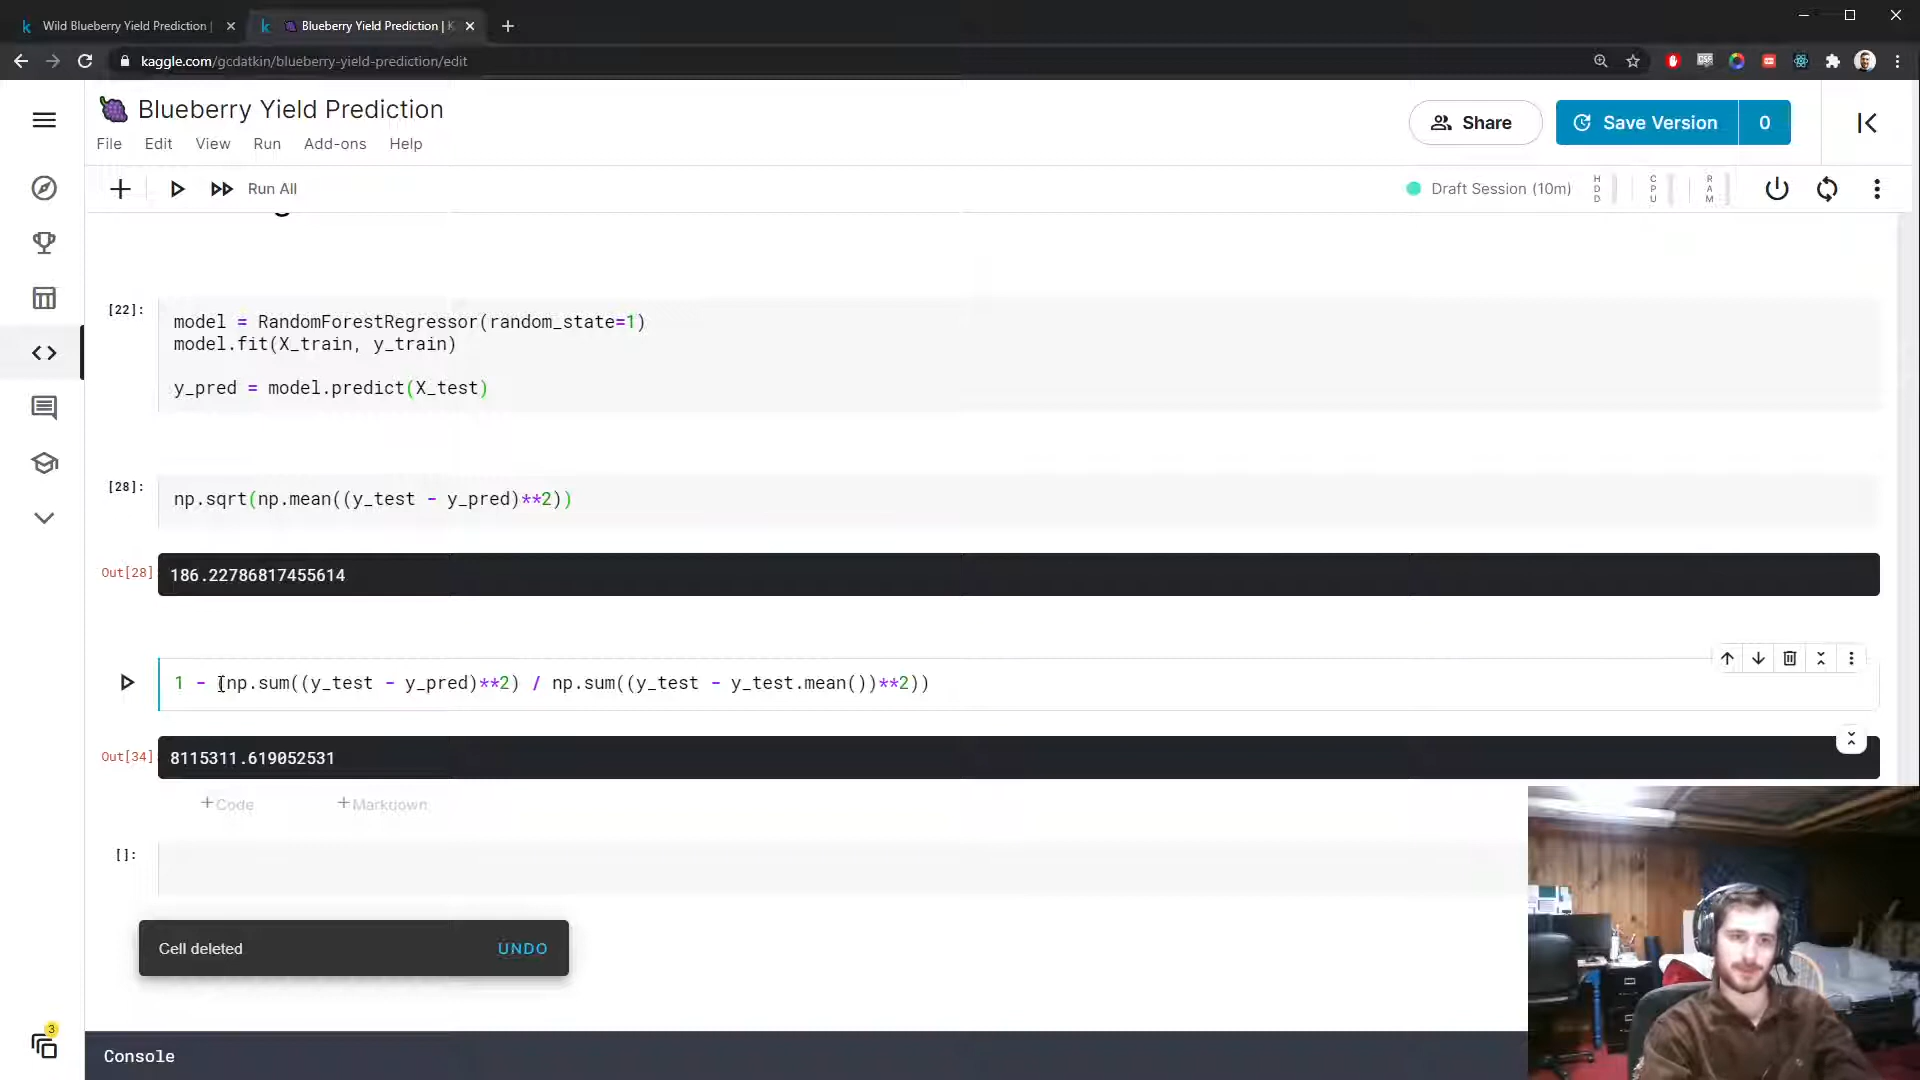 Wild Blueberry Yield Prediction |
Blueberry Yield Prediction | K
kaggle.com/gcdatkin/blueberry-yield-prediction/edit
Blueberry Yield Prediction
File Edit View Run Add-ons Help
Share
Save Version 0
Run All
Draft Session (10m)
HDD
CPU
RAM
[22]:
model = RandomForestRegressor(random_state=1)
model.fit(X_train, y_train)
y_pred = model.predict(X_test)
[28]:
np.sqrt(np.mean((y_test - y_pred)**2))
Out[28]
186.22786817455614
1 - (np.sum((y_test - y_pred)**2) / np.sum((y_test - y_test.mean())**2))
Out[34]
8115311.619052531
+ Code + Markdown
[]:
Cell deleted UNDO
3
Console